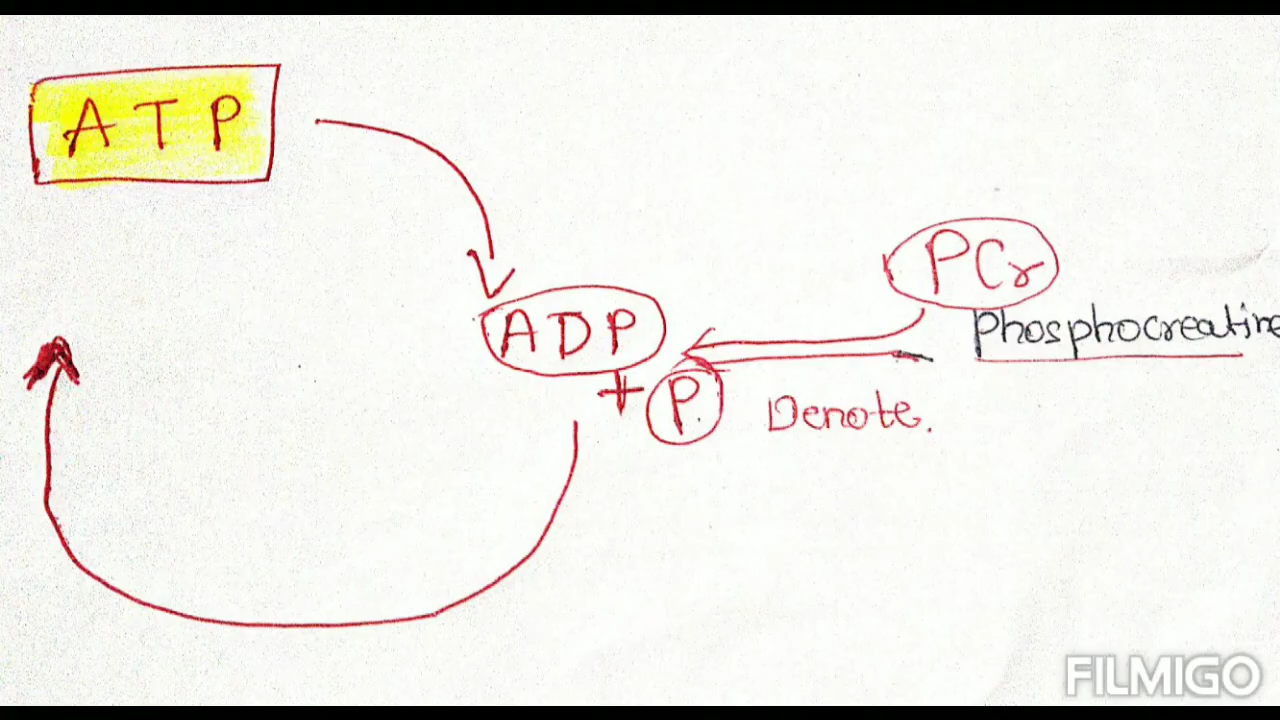 ATP
PCr
Phosphocreatine
ADP
+ P.
Denote.
FILMIGO